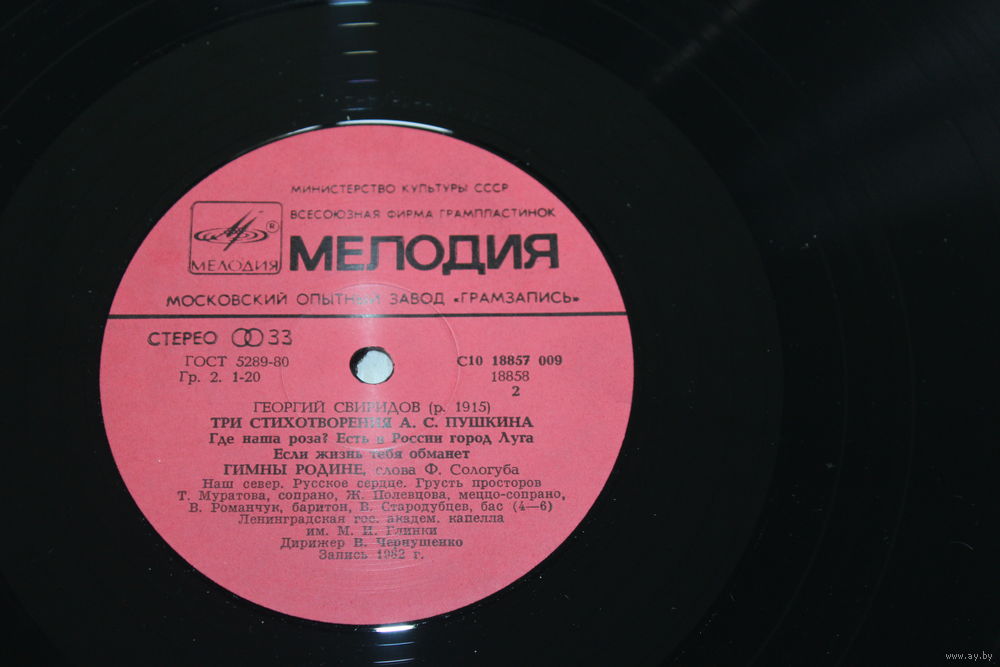 МИНИСТЕРСТВО КУЛЬТУРЫ СССР
ВСЕСОЮЗНАЯ ФИРМА ГРАМПЛАСТИНОК
МЕЛОДИЯ ®
МЕЛОДИЯ
МОСКОВСКИЙ ОПЫТНЫЙ ЗАВОД «ГРАМЗАПИСЬ»
СТЕРЕО 33
ГОСТ 5289-80
Гр. 2. 1-20
С10 18857 009
18858
2
ГЕОРГИЙ СВИРИДОВ (р. 1915)
ТРИ СТИХОТВОРЕНИЯ А. С. ПУШКИНА
Где наша роза? Есть в России город Луга
Если жизнь тебя обманет
ГИМНЫ РОДИНЕ, слова Ф. Сологуба
Наш север. Русское сердце. Грусть просторов
Т. Муратова, сопрано, Ж. Полевцова, меццо-сопрано,
В. Романчук, баритон, В. Стародубцев, бас (4—6)
Ленинградская гос. академ. капелла
им. М. И. Глинки
Дирижер В. Чернушенко
Запись 1982 г.
www.ay.by